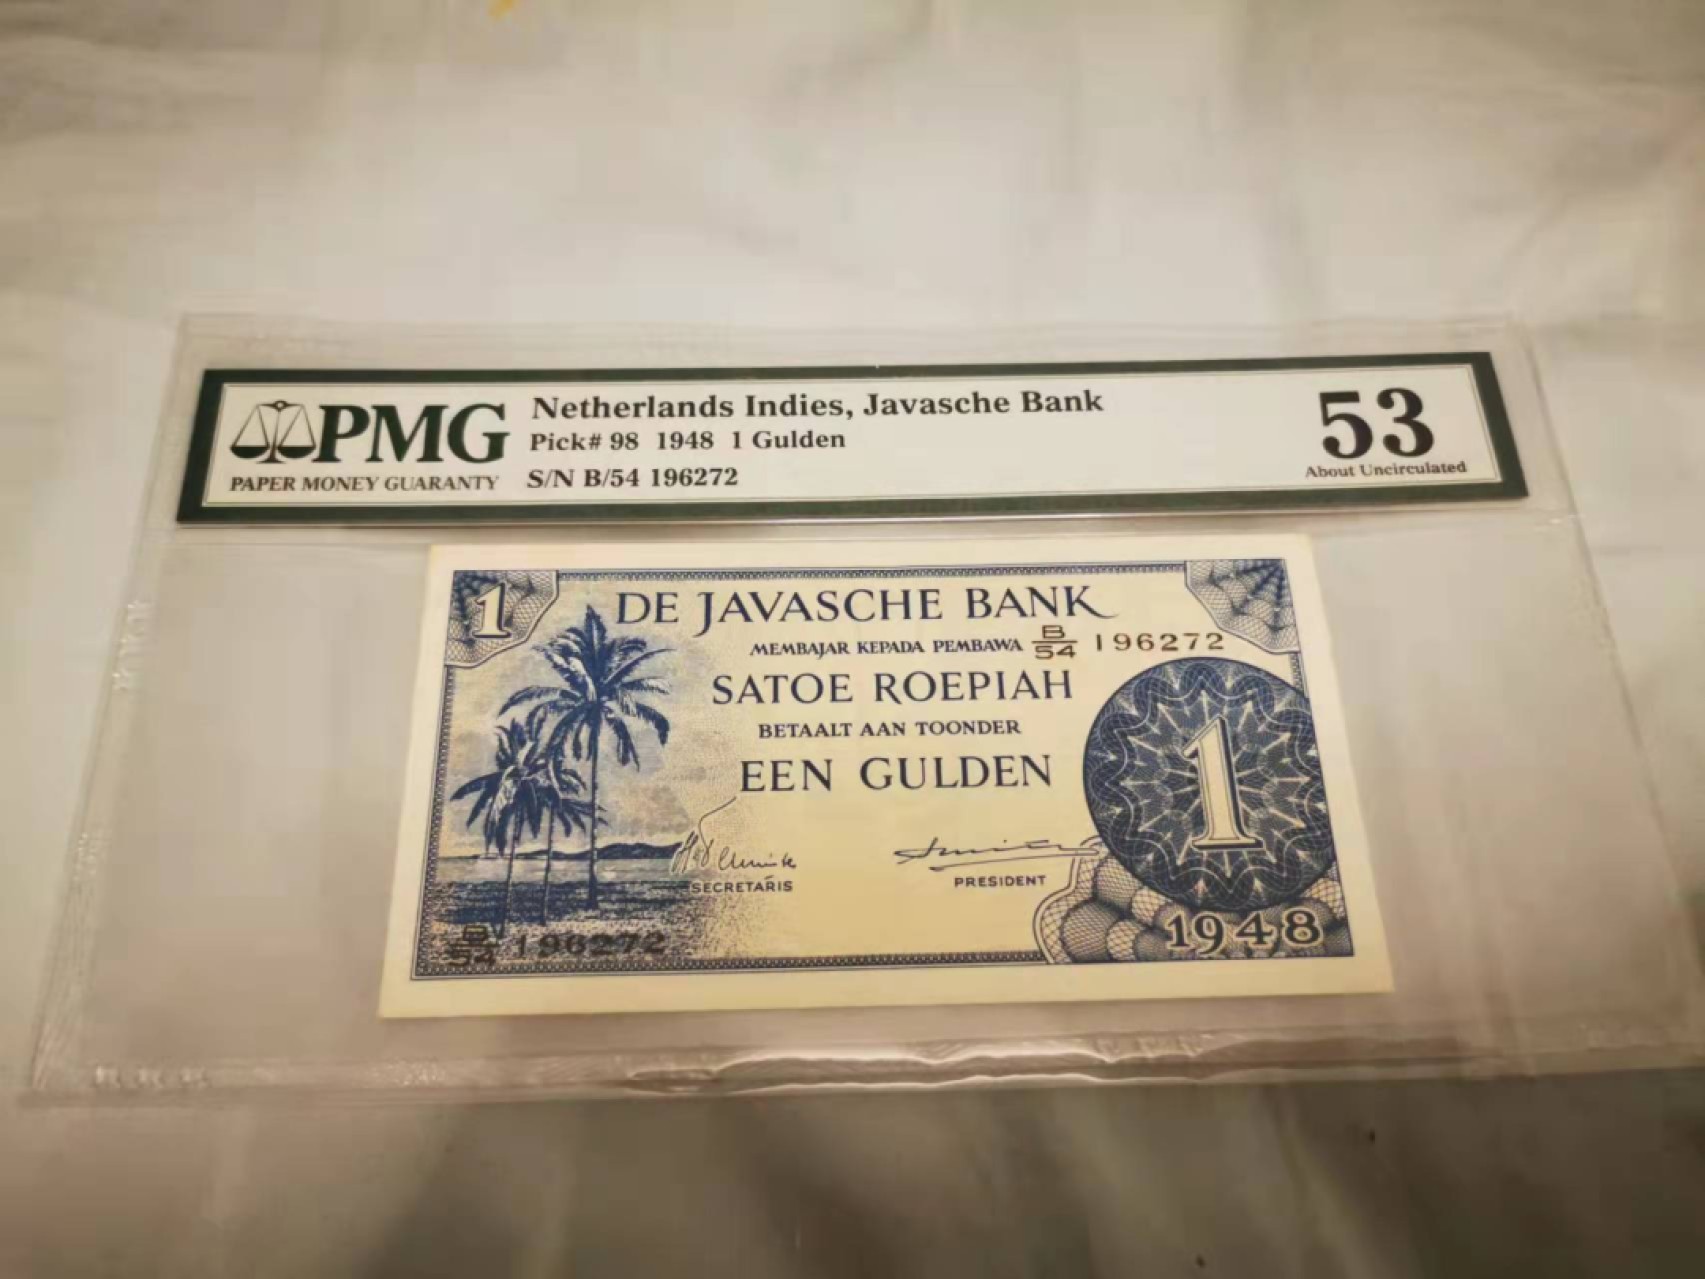 PMG
PAPER MONEY GUARANTY
Netherlands Indies, Javasche Bank
Pick# 98 1948 1 Gulden
S/N B/54 196272
53
About Uncirculated
1
DE JAVASCHE BANK
MEMBAJAR KEPADA PEMBAWA B/54 196272
SATOE ROEPIAH
BETAALT AAN TOONDER
EEN GULDEN
1
SECRETARIS
PRESIDENT
B/54 196272
1948